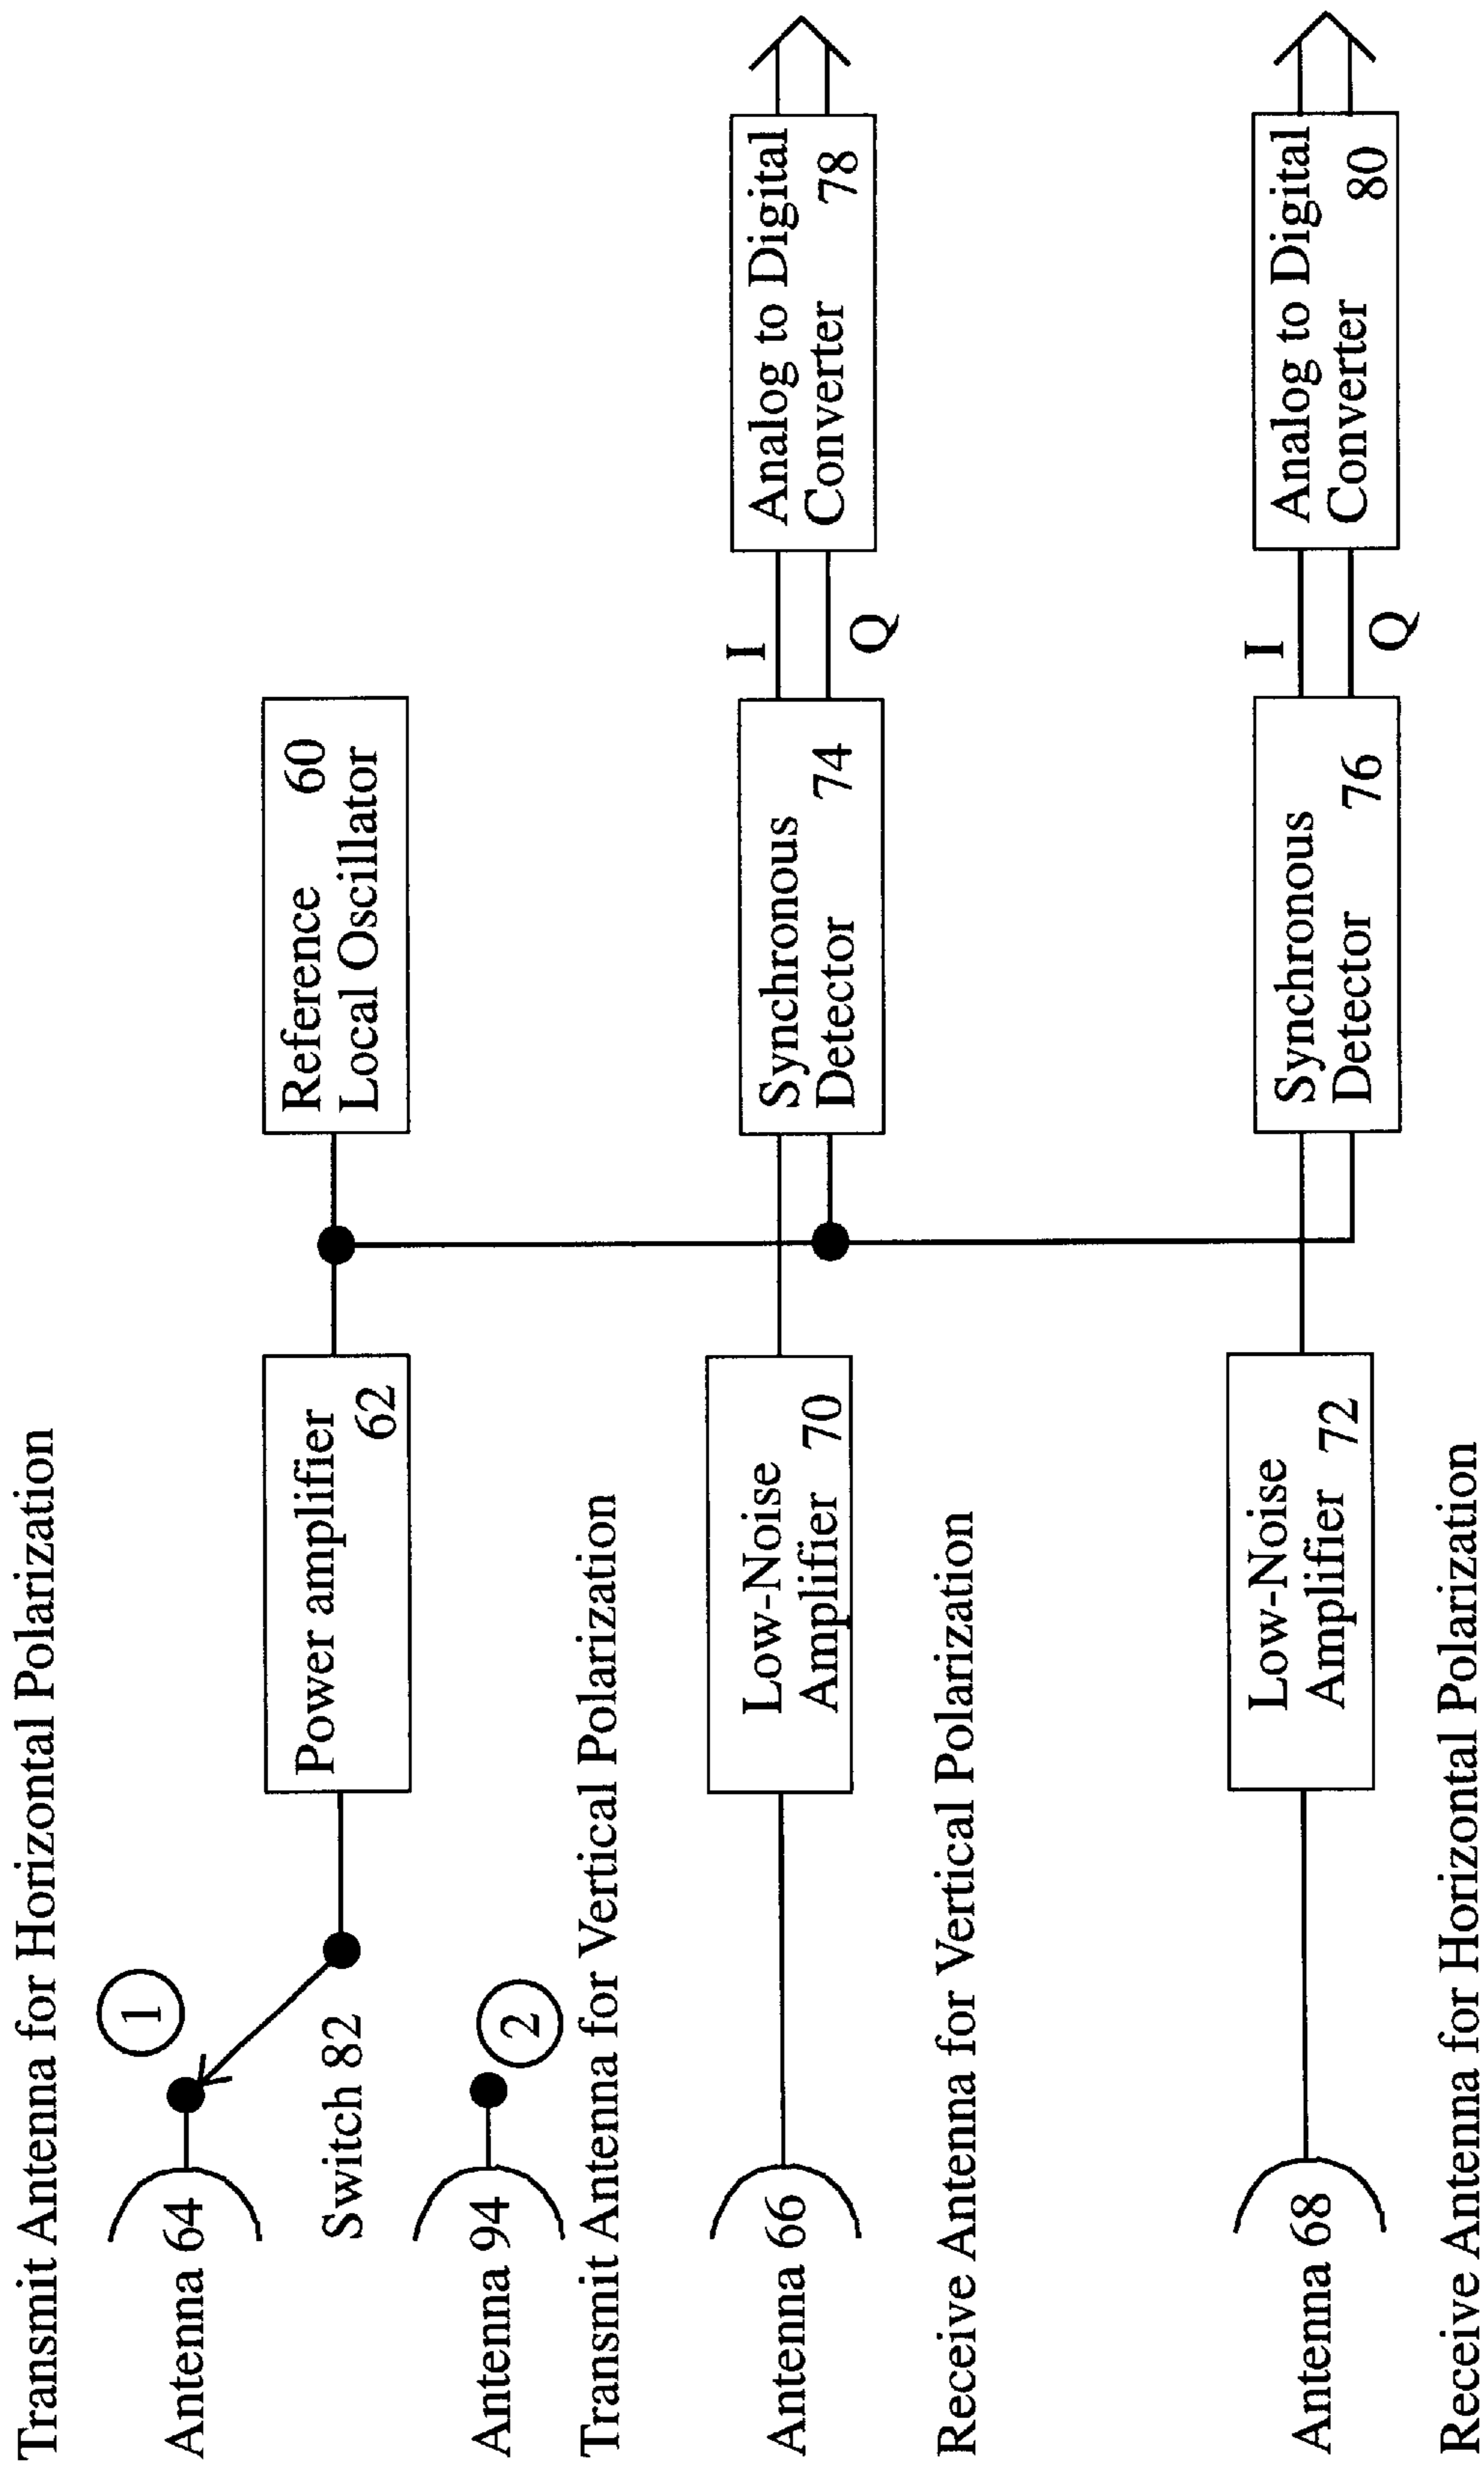 Transmit Antenna for Horizontal Polarization
1
Antenna 64
Switch 82
Power amplifier
62
Reference 60
Local Oscillator
2
Antenna 94
Transmit Antenna for Vertical Polarization
Antenna 66
Low-Noise
Amplifier 70
Synchronous
Detector 74
I
Q
Analog to Digital
Converter 78
Receive Antenna for Vertical Polarization
Antenna 68
Low-Noise
Amplifier 72
Synchronous
Detector 76
I
Q
Analog to Digital
Converter 80
Receive Antenna for Horizontal Polarization